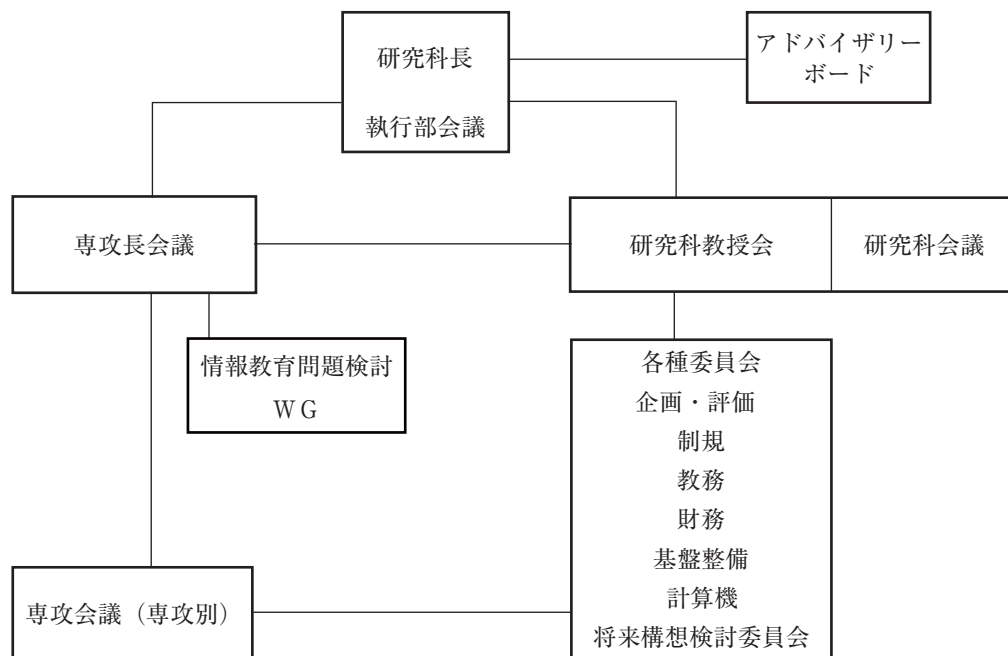 研究科長
執行部会議
アドバイザリー
ボード
専攻長会議
研究科教授会
研究科会議
情報教育問題検討
ＷＧ
各種委員会
企画・評価
制規
教務
財務
基盤整備
計算機
将来構想検討委員会
専攻会議（専攻別）